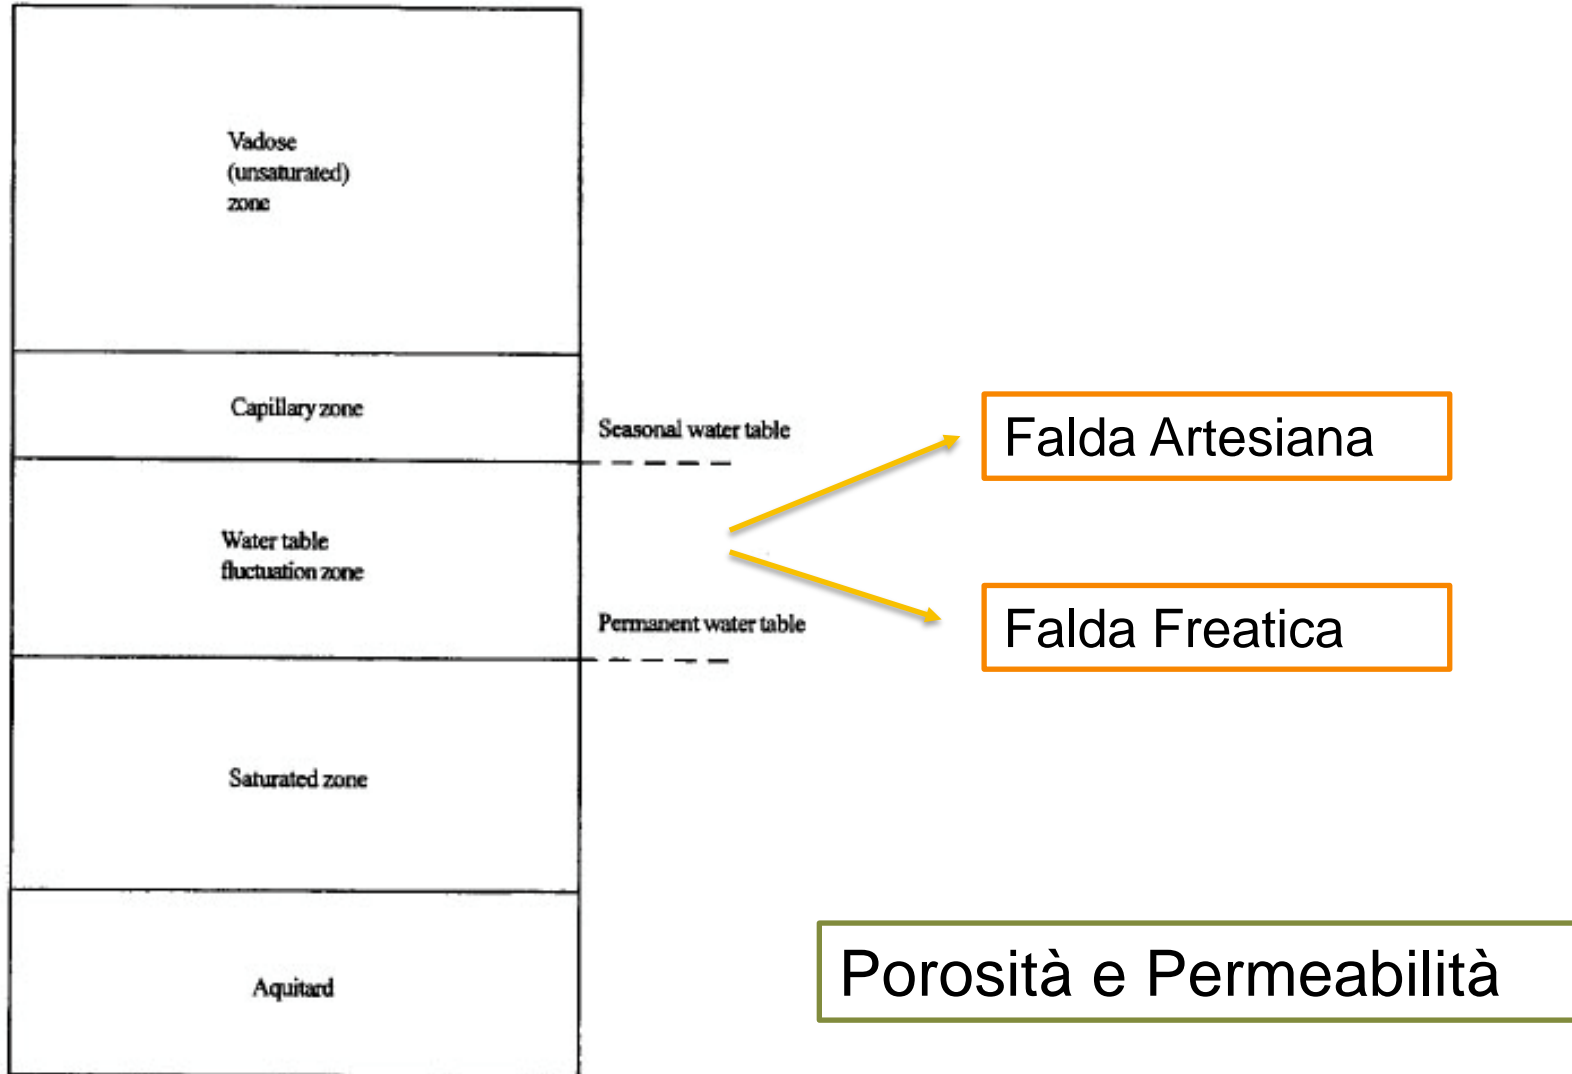 Vadose
(unsaturated)
zone
Capillary zone
Seasonal water table
Water table
fluctuation zone
Permanent water table
Saturated zone
Aquitard
Falda Artesiana
Falda Freatica
Porosità e Permeabilità